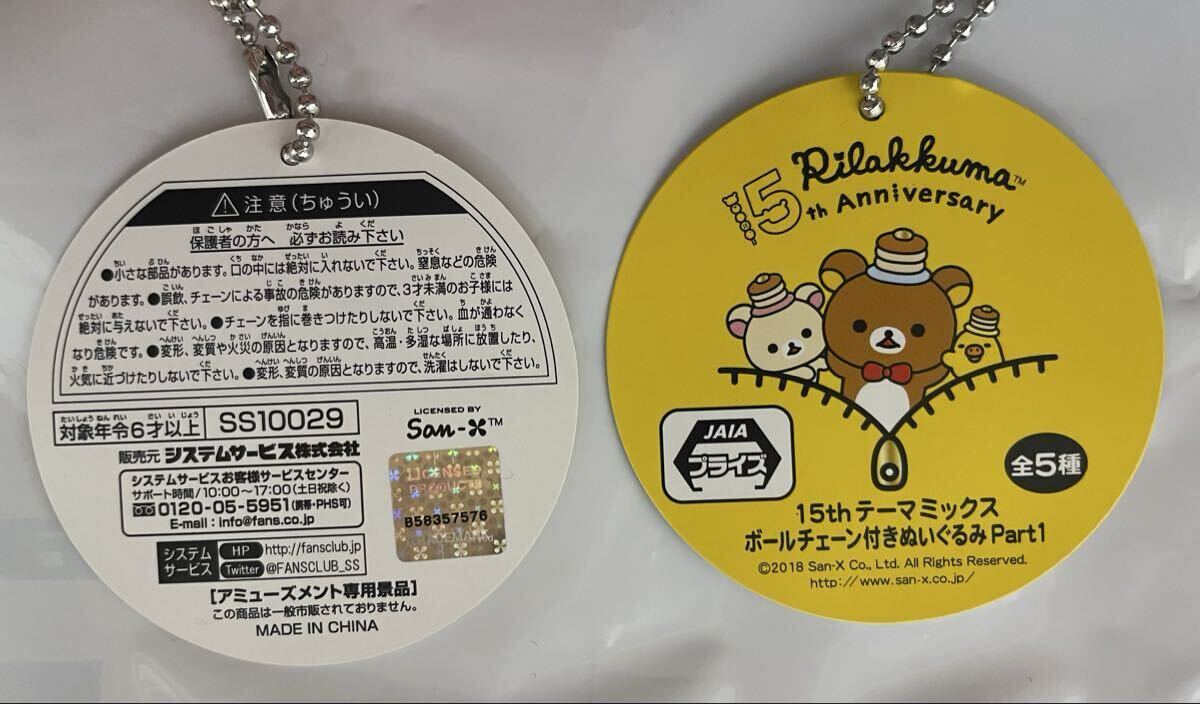 ⚠注意(ちゅうい)
保護者の方へ 必ずお読み下さい
●小さな部品があります。口の中には絶対に入れないで下さい。窒息などの危険
があります。●誤飲、チェーンによる事故の危険がありますので、3才未満のお子様には
絶対に与えないで下さい。●チェーンを指に巻きつけたりしないで下さい。血が通わなく
なり危険です。●変形、変質や火災の原因となりますので、高温・多湿な場所に放置したり、
火気に近づけたりしないで下さい。●変形、変質の原因となりますので、洗濯はしないで下さい。
対象年令6才以上 SS10029
販売元 システムサービス株式会社
システムサービスお客様サービスセンター
サポート時間/10:00~17:00(土日祝除く)
0120-05-5951(携帯・PHS可)
E-mail:info@fans.co.jp
システムサービス
HP http://fansclub.jp
Twitter @FANSCLUB_SS
[アミューズメント専用景品]
この商品は一般市販されておりません。
MADE IN CHINA
LICENSED BY
San-X™
LICENSED
PRODUCTS
B58357576
15th Rilakkuma™
Anniversary
JAIA
プライズ
全5種
15thテーマミックス
ボールチェーン付きぬいぐるみPart1
©2018 San-X Co., Ltd. All Rights Reserved.
http://www.san-x.co.jp/